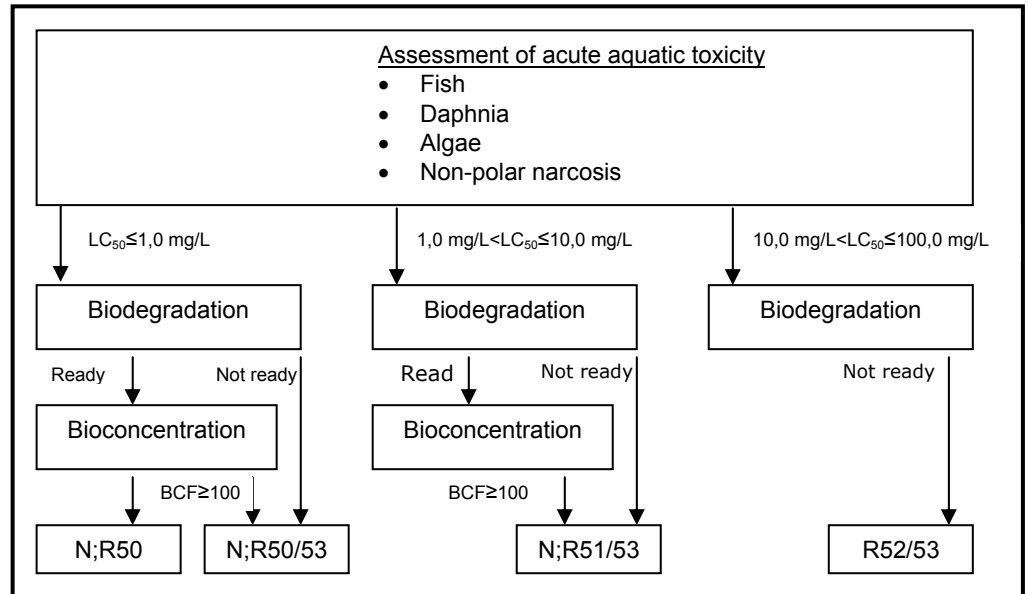 Assessment of acute aquatic toxicity
• Fish
• Daphnia
• Algae
• Non-polar narcosis
LC50≤1,0 mg/L
1,0 mg/L<LC50≤10,0 mg/L
10,0 mg/L<LC50≤100,0 mg/L
Biodegradation
Biodegradation
Biodegradation
Ready
Not ready
Read
Not ready
Not ready
Bioconcentration
Bioconcentration
BCF≥100
BCF≥100
N;R50
N;R50/53
N;R51/53
R52/53